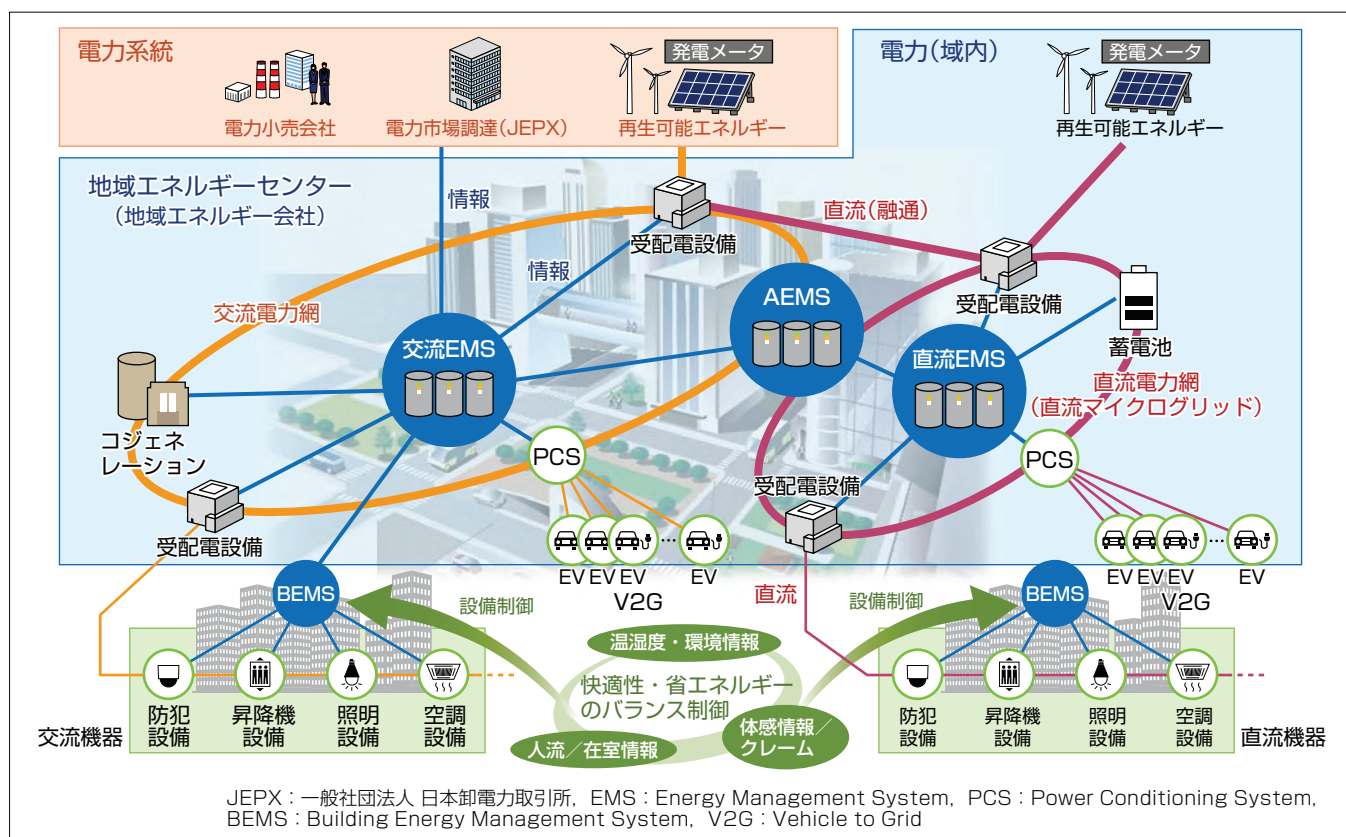 電力系統
発電メータ
電力小売会社
電力市場調達(JEPX)
再生可能エネルギー
電力(域内)
発電メータ
再生可能エネルギー
地域エネルギーセンター
(地域エネルギー会社)
情報
受配電設備
直流(融通)
情報
受配電設備
交流電力網
AEMS
交流EMS
直流EMS
蓄電池
直流電力網
(直流マイクログリッド)
コジェネ
レーション
PCS
PCS
受配電設備
受配電設備
EV EV EV … EV
V2G
EV EV EV … EV
V2G
BEMS
設備制御
直流
設備制御
BEMS
温湿度・環境情報
快適性・省エネルギー
のバランス制御
人流/在室情報
体感情報/
クレーム
交流機器
防犯
設備
昇降機
設備
照明
設備
空調
設備
防犯
設備
昇降機
設備
照明
設備
空調
設備
直流機器
JEPX:一般社団法人 日本卸電力取引所, EMS:Energy Management System, PCS:Power Conditioning System,
BEMS:Building Energy Management System, V2G:Vehicle to Grid